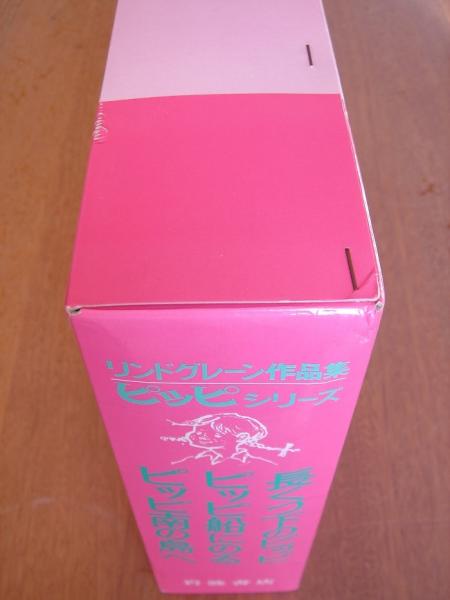 リンドグレーン作品集
ピッピシリーズ
長くつ下のピッピ
ピッピ船にのる
ピッピ南の島へ
岩波書店